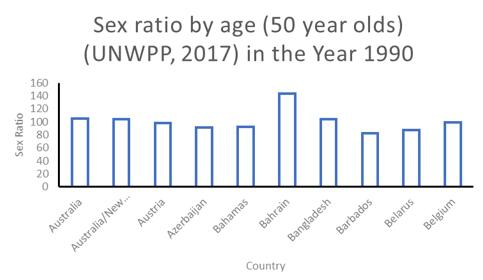 Sex ratio by age (50 year olds)
(UNWPP, 2017) in the Year 1990
160
140
120
100
80
60
40
20
0
Sex Ratio
Australia
Australia/New...
Austria
Azerbaijan
Bahamas
Bahrain
Bangladesh
Barbados
Belarus
Belgium
Country